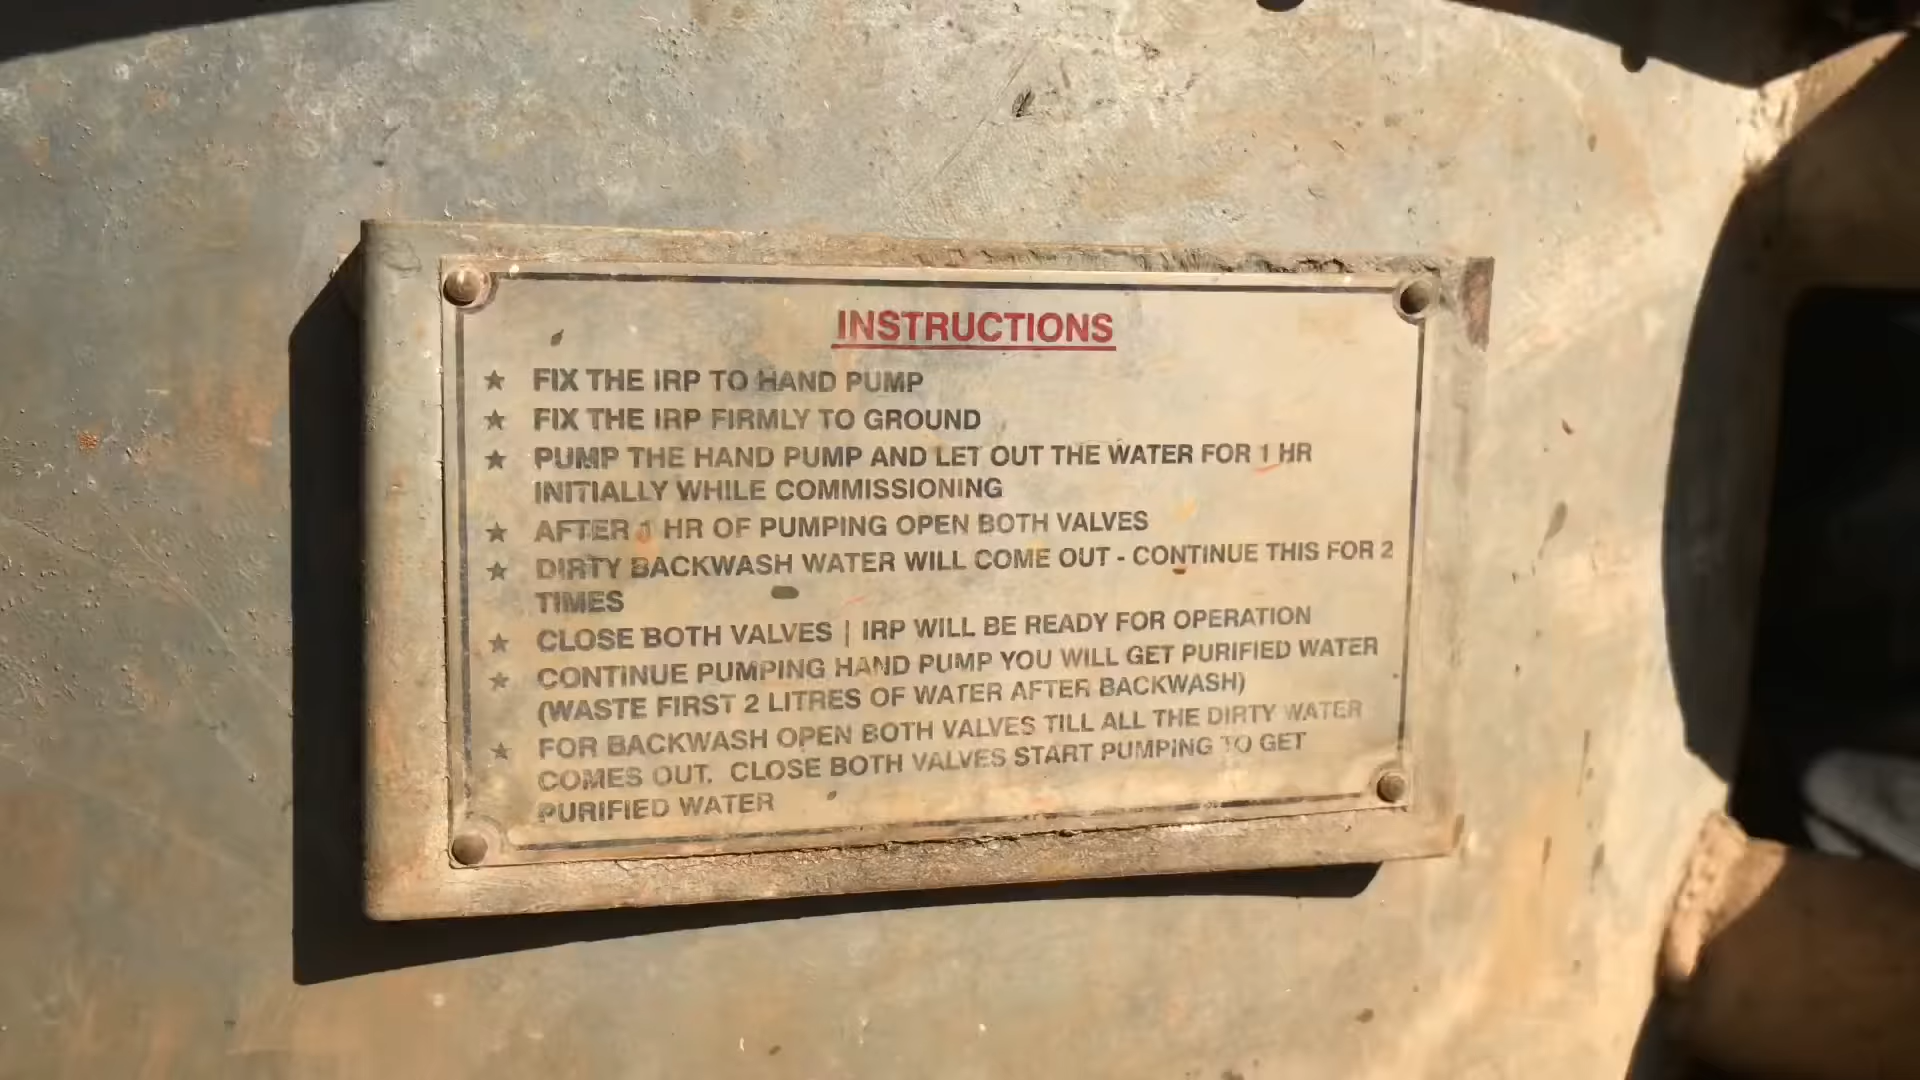 INSTRUCTIONS
★ FIX THE IRP TO HAND PUMP
★ FIX THE IRP FIRMLY TO GROUND
★ PUMP THE HAND PUMP AND LET OUT THE WATER FOR 1 HR
INITIALLY WHILE COMMISSIONING
★ AFTER 1 HR OF PUMPING OPEN BOTH VALVES
★ DIRTY BACKWASH WATER WILL COME OUT - CONTINUE THIS FOR 2
TIMES
★ CLOSE BOTH VALVES | IRP WILL BE READY FOR OPERATION
★ CONTINUE PUMPING HAND PUMP YOU WILL GET PURIFIED WATER
(WASTE FIRST 2 LITRES OF WATER AFTER BACKWASH)
★ FOR BACKWASH OPEN BOTH VALVES TILL ALL THE DIRTY WATER
COMES OUT. CLOSE BOTH VALVES START PUMPING TO GET
PURIFIED WATER